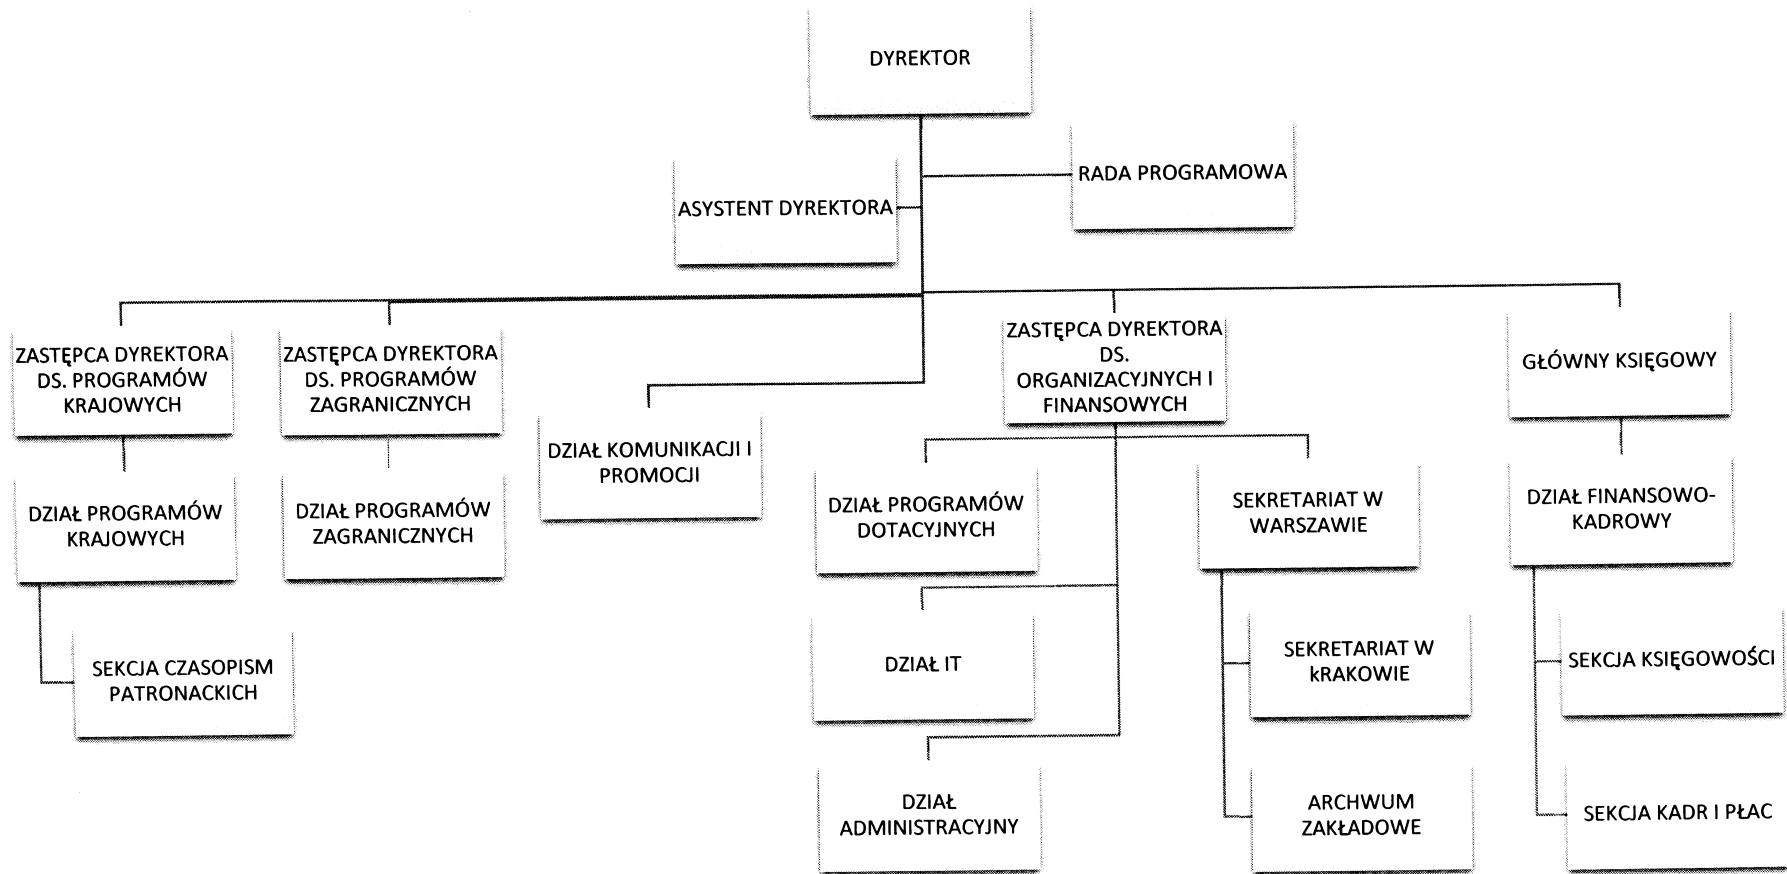 DYREKTOR
RADA PROGRAMOWA
ASYSTENT DYREKTORA
ZASTĘPCA DYREKTORA
DS. PROGRAMÓW
KRAJOWYCH
ZASTĘPCA DYREKTORA
DS. PROGRAMÓW
ZAGRANICZNYCH
ZASTĘPCA DYREKTORA
DS.
ORGANIZACYJNYCH I
FINANSOWYCH
GŁÓWNY KSIĘGOWY
DZIAŁ KOMUNIKACJI I
PROMOCJI
DZIAŁ PROGRAMÓW
KRAJOWYCH
DZIAŁ PROGRAMÓW
ZAGRANICZNYCH
DZIAŁ PROGRAMÓW
DOTACYJNYCH
SEKRETARIAT W
WARSZAWIE
DZIAŁ FINANSOWO-
KADROWY
SEKCJA CZASOPISM
PATRONACKICH
DZIAŁ IT
SEKRETARIAT W
kRAKOWIE
SEKCJA KSIĘGOWOŚCI
DZIAŁ
ADMINISTRACYJNY
ARCHWUM
ZAKŁADOWE
SEKCJA KADR I PŁAC